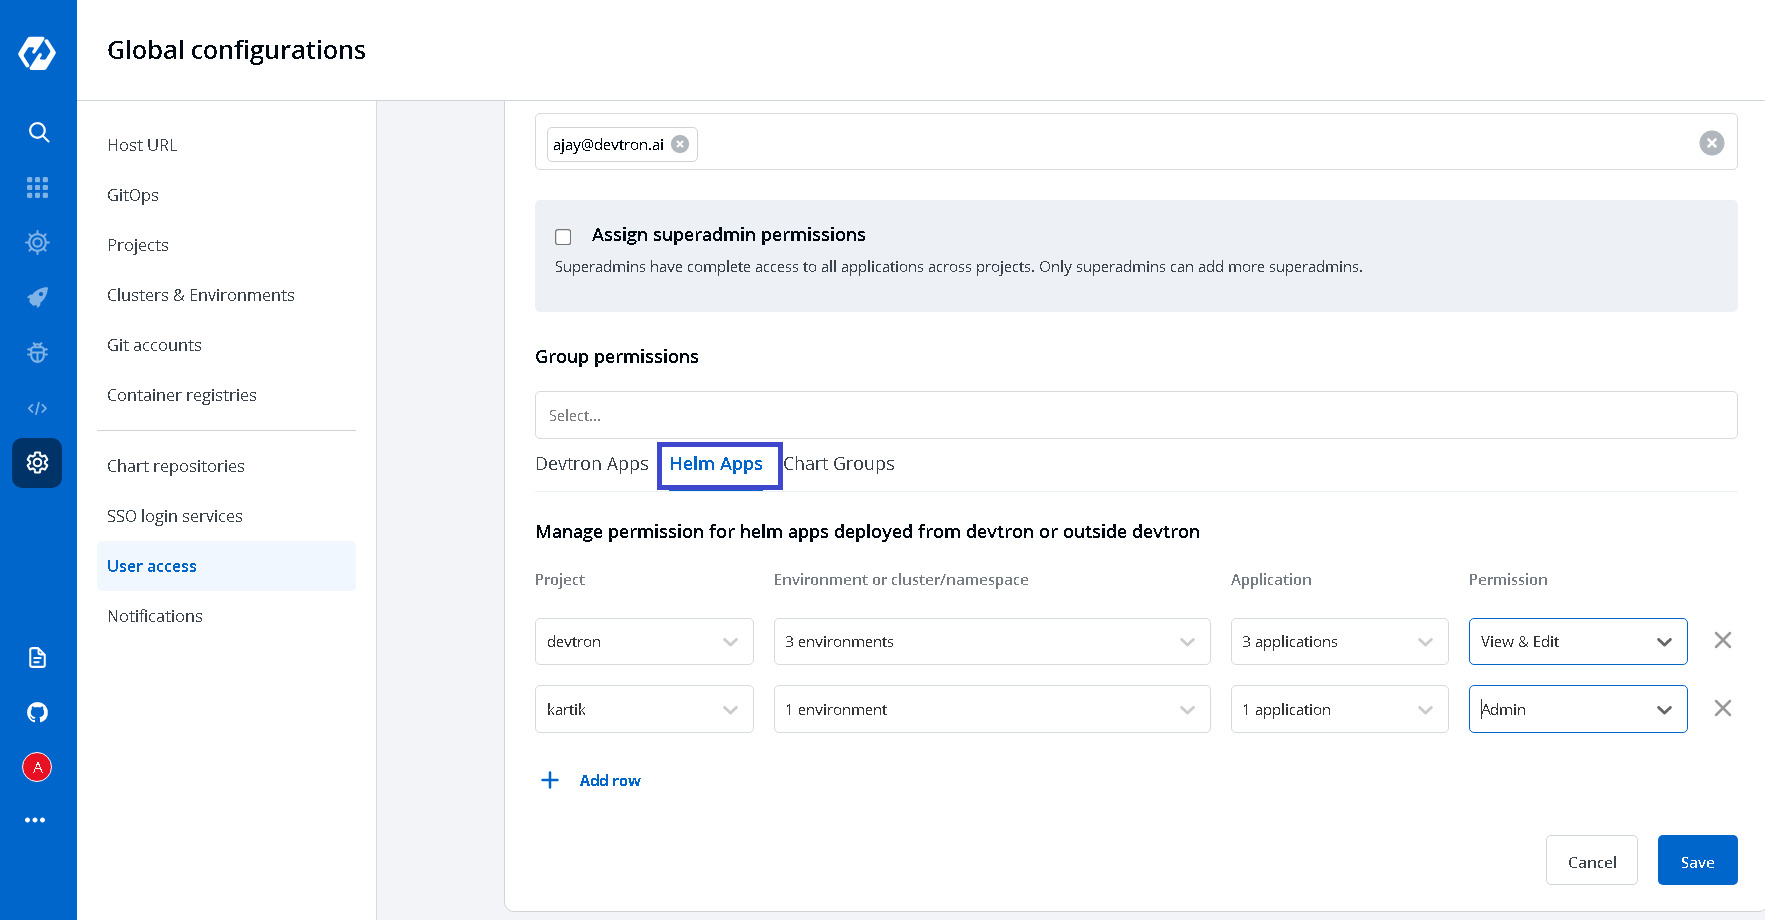 Global configurations
Host URL
GitOps
Projects
Clusters & Environments
Git accounts
Container registries
Chart repositories
SSO login services
User access
Notifications
A
ajay@devtron.ai
Assign superadmin permissions
Superadmins have complete access to all applications across projects. Only superadmins can add more superadmins.
Group permissions
Select...
Devtron Apps Helm Apps Chart Groups
Manage permission for helm apps deployed from devtron or outside devtron
Project Environment or cluster/namespace Application Permission
devtron 3 environments 3 applications View & Edit
kartik 1 environment 1 application Admin
Add row
Cancel Save